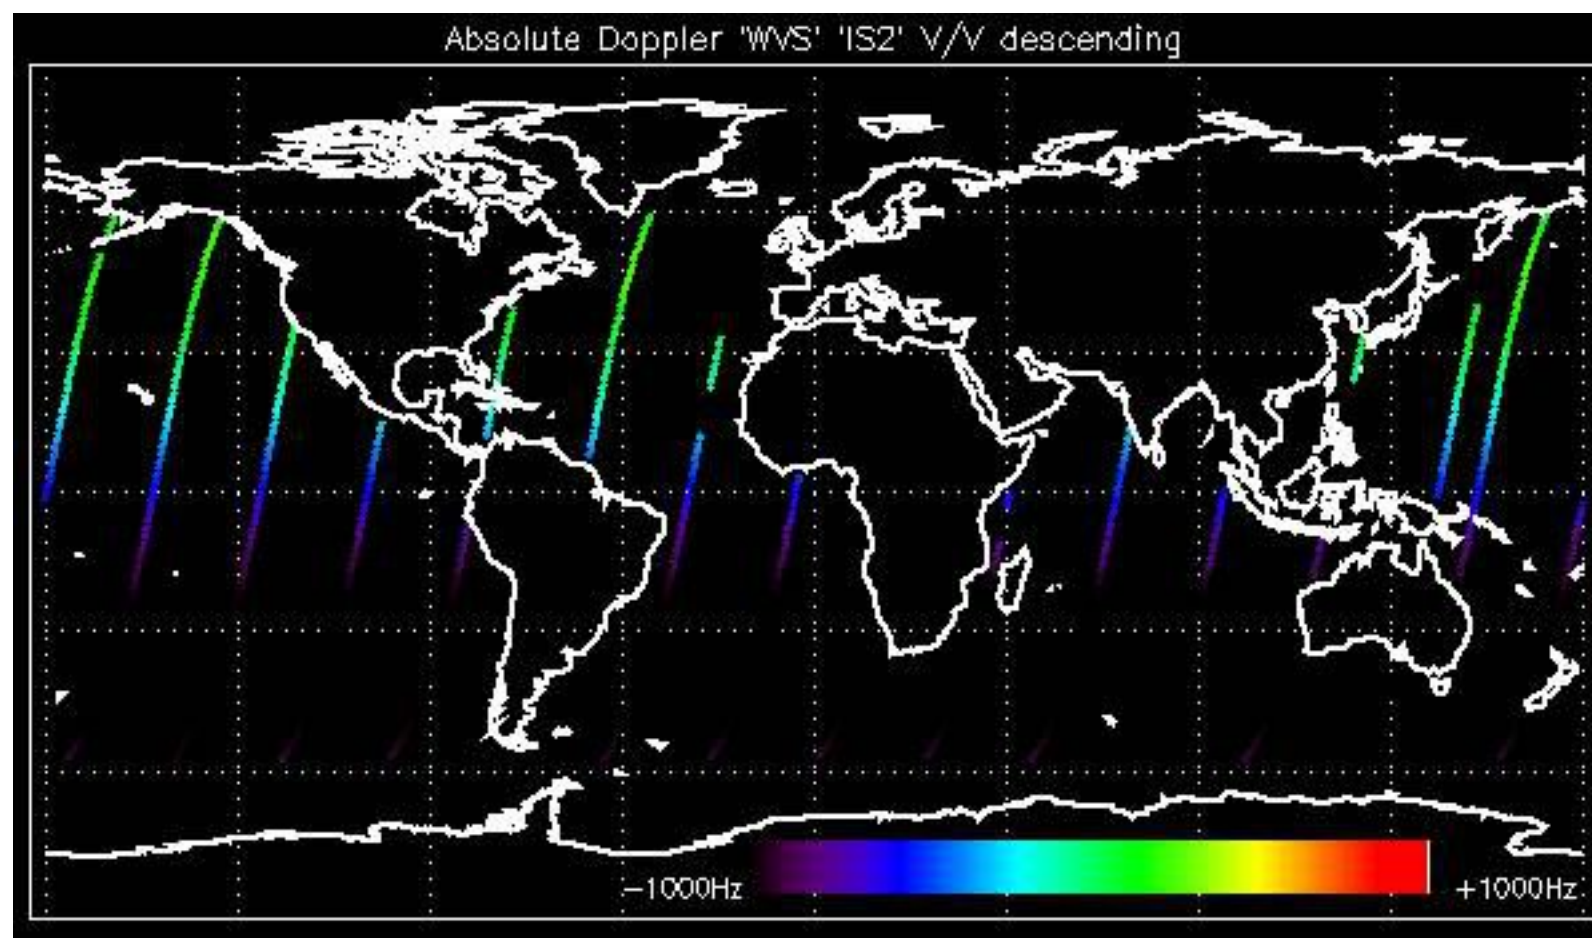 Absolute Doppler 'WVS' 'IS2' V/V descending
-1000Hz +1000Hz